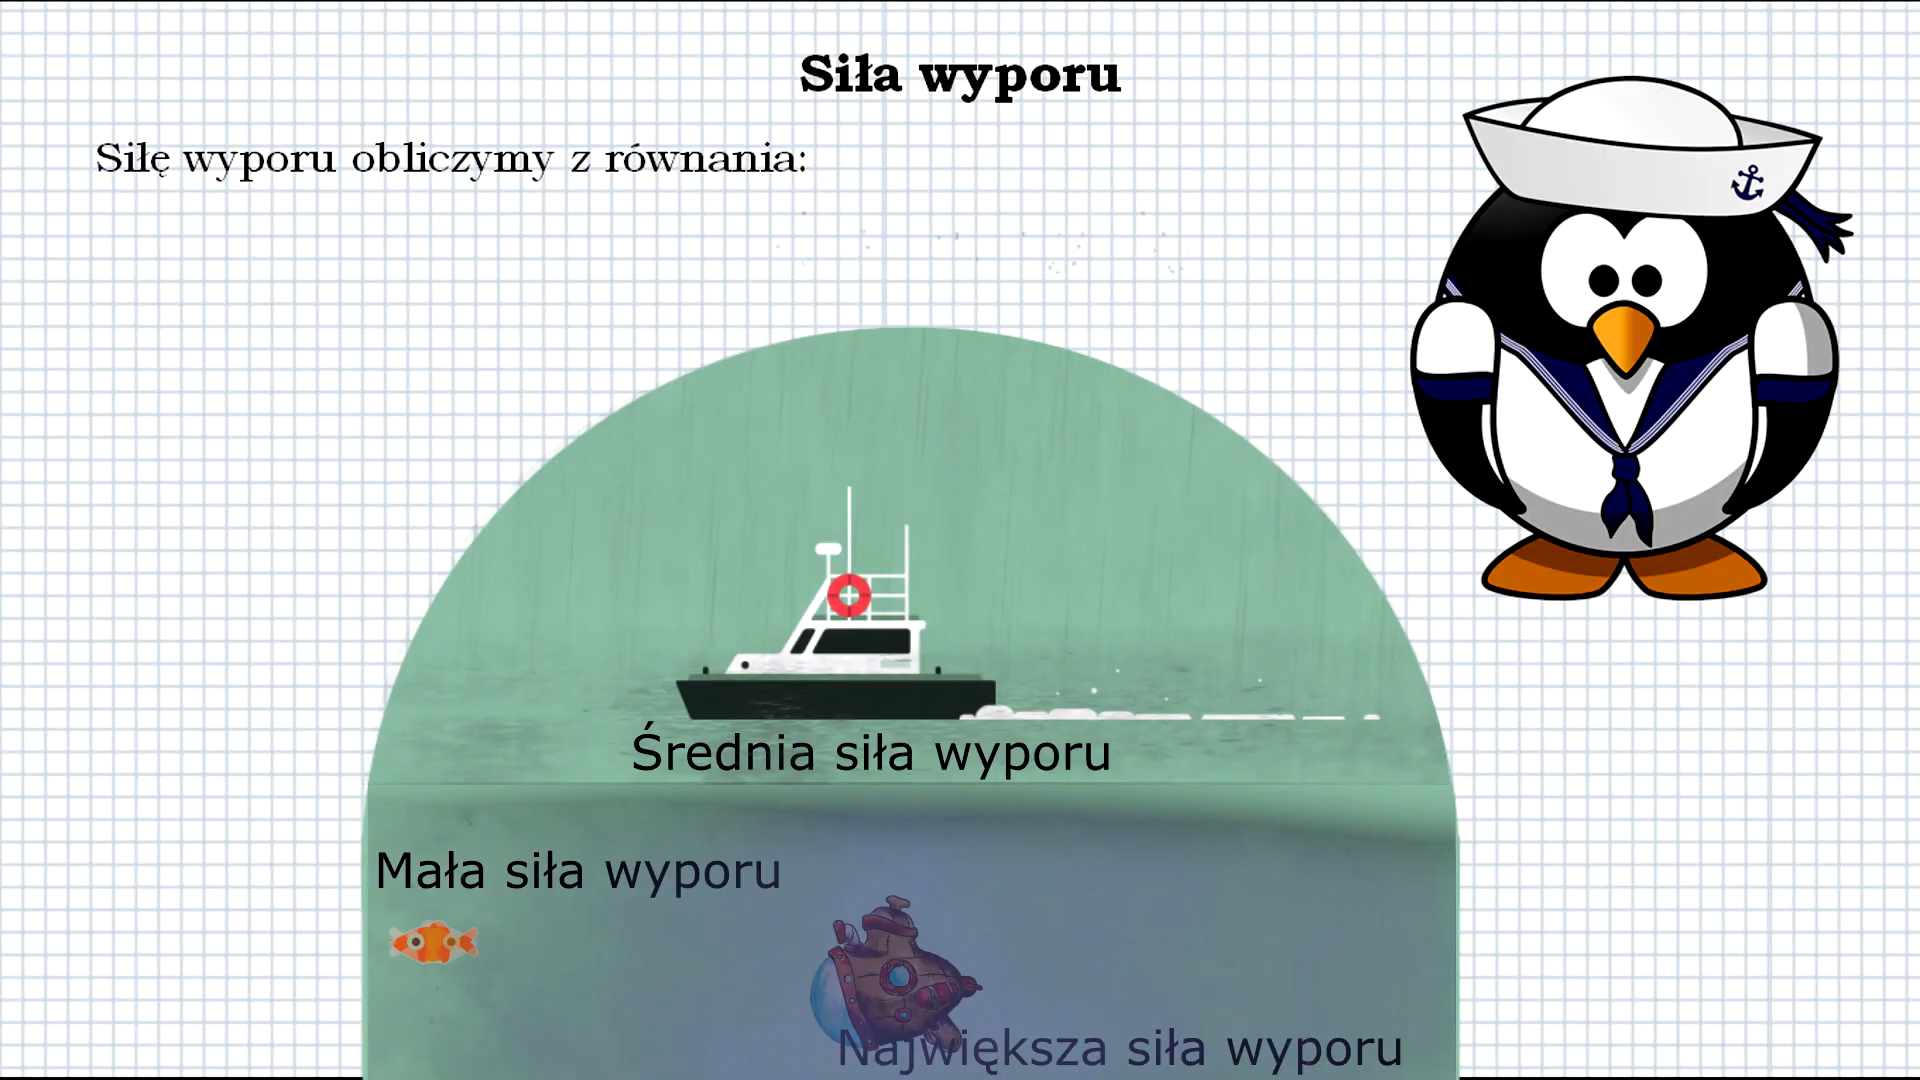 Siła wyporu
Siłę wyporu obliczymy z równania:
Średnia siła wyporu
Mała siła wyporu
Największa siła wyporu